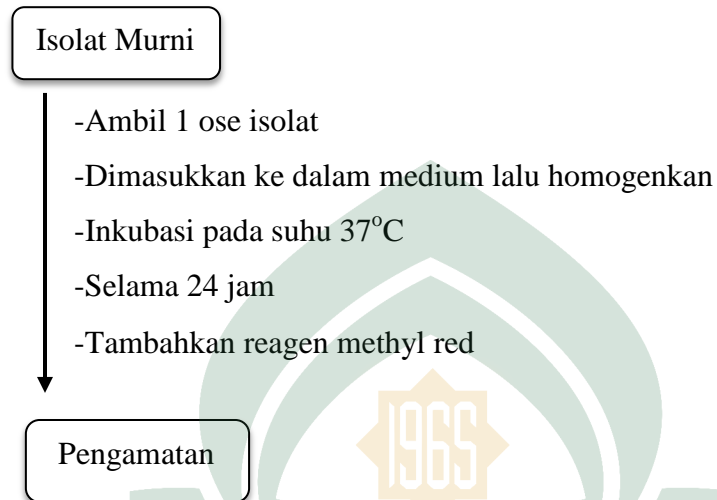 Isolat Murni
-Ambil 1 ose isolat
-Dimasukkan ke dalam medium lalu homogenkan
-Inkubasi pada suhu 37°C
-Selama 24 jam
-Tambahkan reagen methyl red
1965
Pengamatan